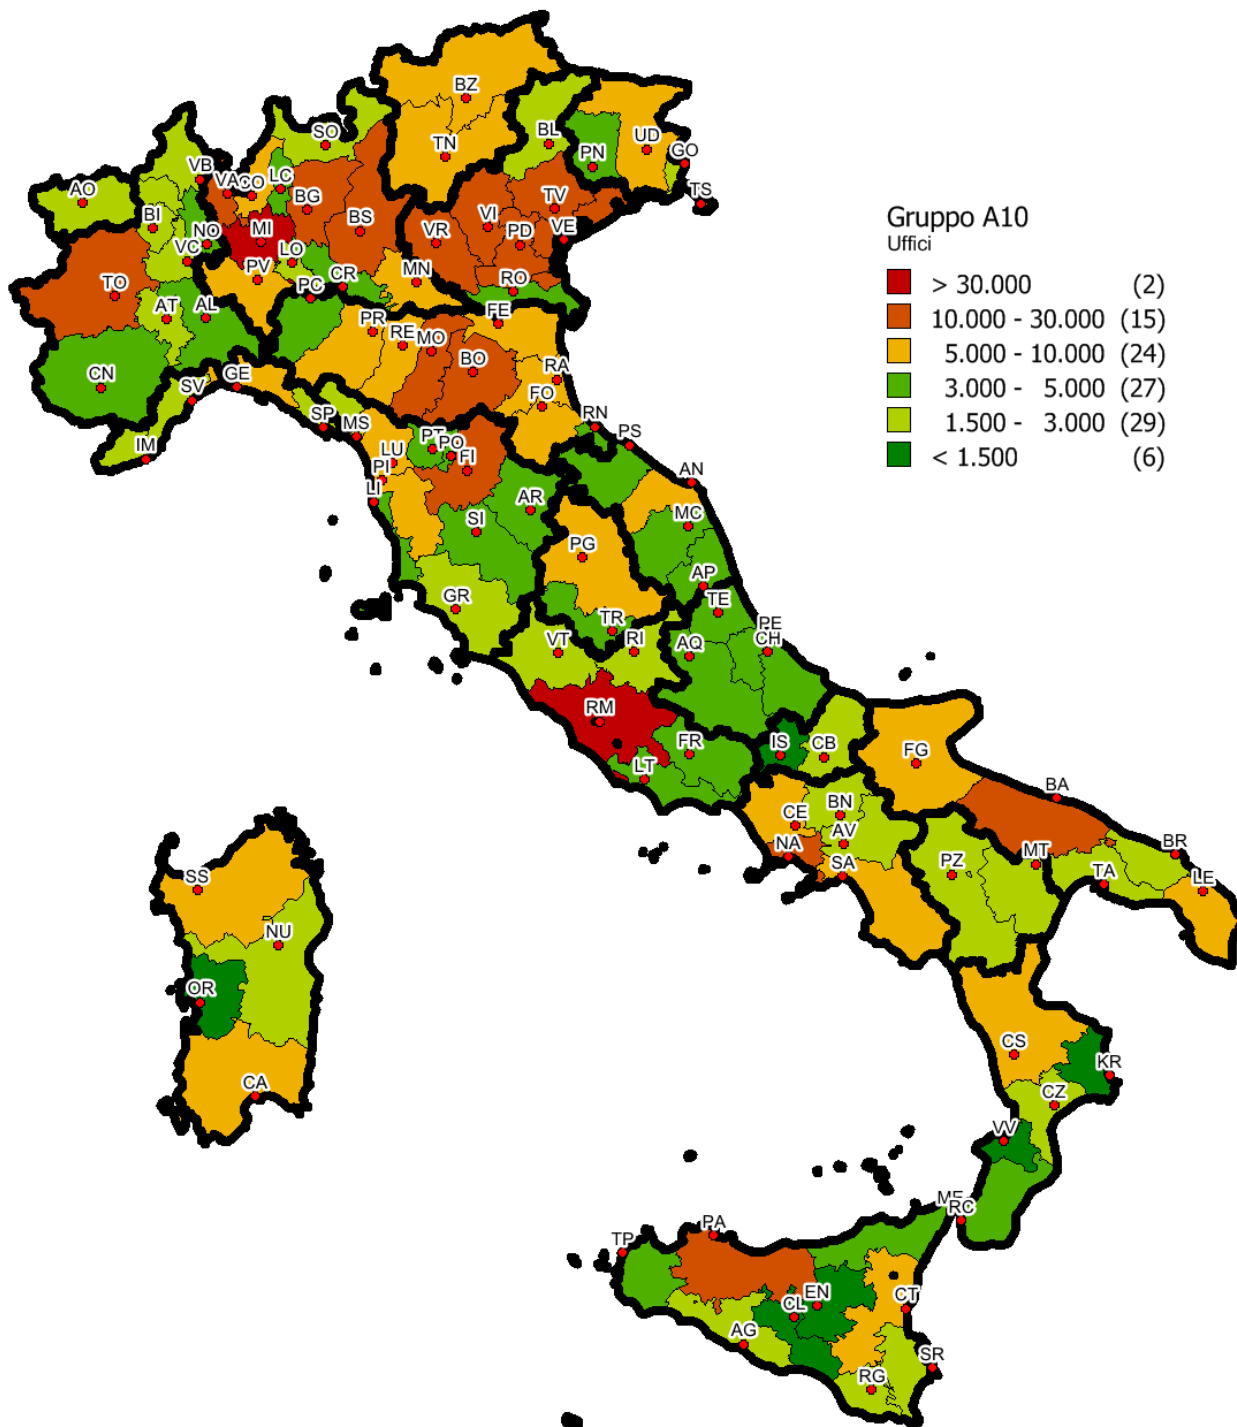 Gruppo A10
Uffici
> 30.000 (2)
10.000 - 30.000 (15)
5.000 - 10.000 (24)
3.000 - 5.000 (27)
1.500 - 3.000 (29)
< 1.500 (6)
BZ
TN
BL
UD
PN
GO
TS
SO
VB
VA
CO
LC
BG
BS
AO
BI
NO
MI
VC
LO
PV
CR
MN
TV
VI
VR
PD
VE
RO
TO
AT
AL
PC
CN
PR
RE
MO
FE
BO
RA
FO
SV
GE
IM
SP
MS
RN
PS
LU
PT
PO
FI
PI
LI
AN
AR
SI
MC
PG
AP
GR
TE
TR
VT
RI
AQ
PE
CH
RM
FR
IS
CB
LT
FG
BA
CE
BN
AV
NA
SA
PZ
MT
BR
TA
LE
SS
NU
OR
CA
CS
KR
CZ
VV
RC
TP
PA
EN
CL
CT
AG
SR
RG